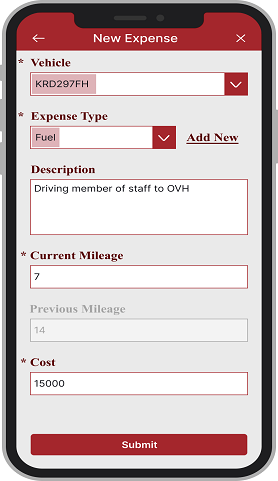 New Expense
* Vehicle
KRD297FH
* Expense Type
Fuel
Add New
Description
Driving member of staff to OVH
* Current Mileage
7
Previous Mileage
14
* Cost
15000
Submit